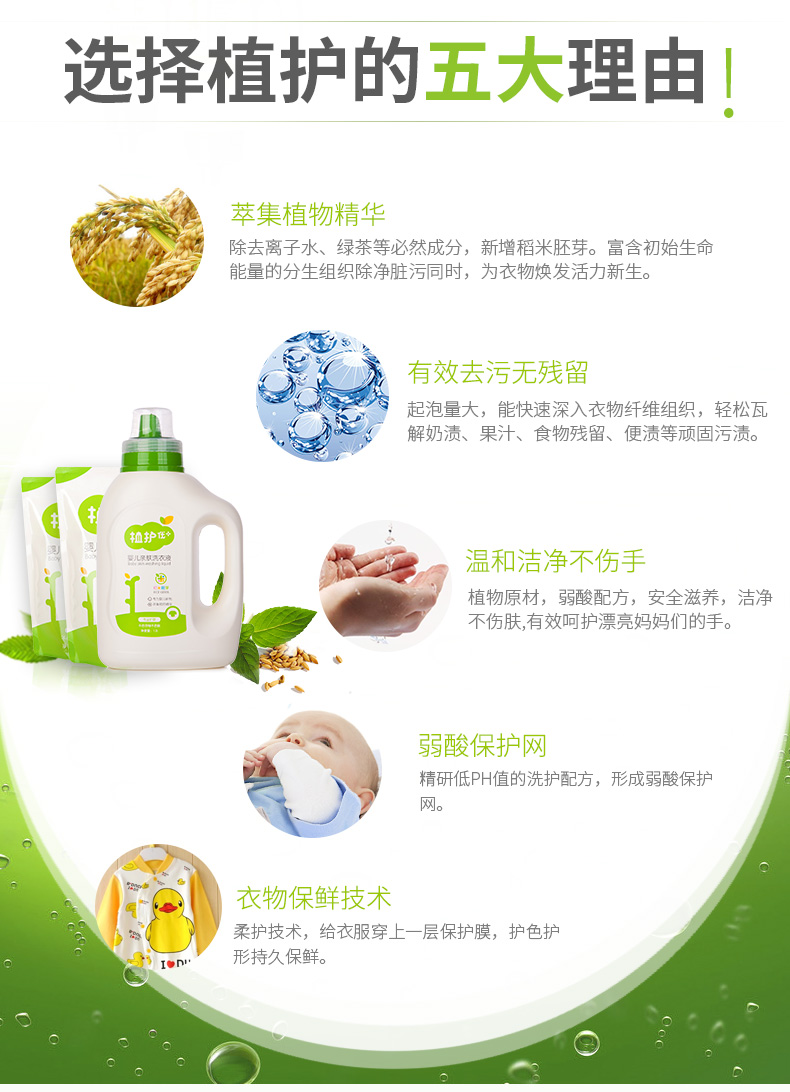 选择植护的五大理由!
萃集植物精华
除去离子水、绿茶等必然成分，新增稻米胚芽。富含初始生命
能量的分生组织除净脏污同时，为衣物焕发活力新生。
有效去污无残留
起泡量大，能快速深入衣物纤维组织，轻松瓦
解奶渍、果汁、食物残留、便渍等顽固污渍。
植护
婴儿亲肤洗衣液
温和洁净不伤手
植物原材，弱酸配方，安全滋养，洁净
不伤肤,有效呵护漂亮妈妈们的手。
弱酸保护网
精研低PH值的洗护配方，形成弱酸保护
网。
衣物保鲜技术
柔护技术，给衣服穿上一层保护膜，护色护
形持久保鲜。